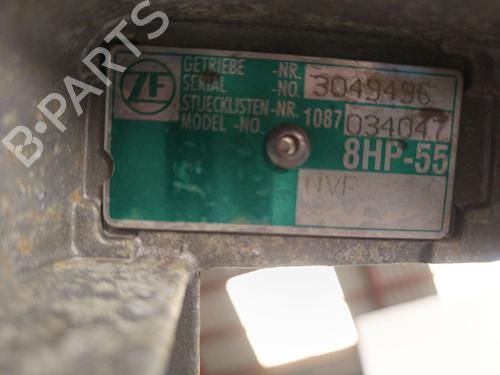 B-PARTS
ZF
GETRIEBE -NR.
SERIAL -NO. 3049496
STUECKLISTEN-NR. 1087
MODEL -NO. 034047
8HP-55
NVF